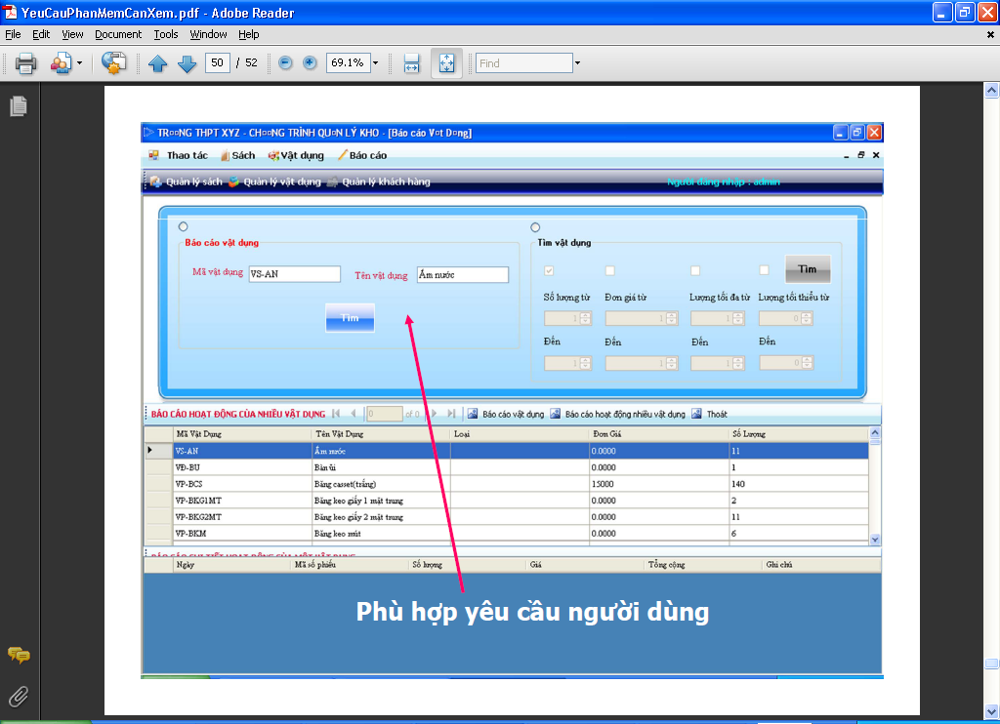 YeuCauPhanMemCanXem.pdf - Adobe Reader
File Edit View Document Tools Window Help
50 / 52 69.1% Find
TR¤¤NG THPT XYZ - CH¤¤NG TRÌNH QU¤N LÝ KHO - [Báo cáo V¤t D¤ng]
Thao tác Sách Vật dụng Báo cáo
Quản lý sách Quản lý vật dụng Quản lý khách hàng Người đăng nhập : admin
Báo cáo vật dụng Tìm vật dụng
Mã vật dụng VS-AN Tên vật dụng Ấm nước Tìm
Số lượng từ Đơn giá từ Lượng tối đa từ Lượng tối thiểu từ
Tìm 1 1 1 0
Đến Đến Đến Đến
1 1 1 0
BÁO CÁO HOẠT ĐỘNG CỦA NHIỀU VẬT DỤNG 0 of 0 Báo cáo vật dụng Báo cáo hoạt động nhiều vật dụng Thoát
Mã Vật Dụng Tên Vật Dụng Loại Đơn Giá Số Lượng
VS-AN Ấm nước 0.0000 11
VĐ-BU Bàn ủi 0.0000 1
VP-BCS Băng casset(trắng) 15000 140
VP-BKG1MT Băng keo giấy 1 mặt trung 0.0000 2
VP-BKG2MT Băng keo giấy 2 mặt trung 0.0000 11
VP-BKM Băng keo mút 0.0000 6
BÁO CÁO CHI TIẾT HOẠT ĐỘNG CỦA MỘT VẬT DỤNG
Ngày Mã số phiếu Số lượng Giá Tổng cộng Ghi chú
Phù hợp yêu cầu người dùng